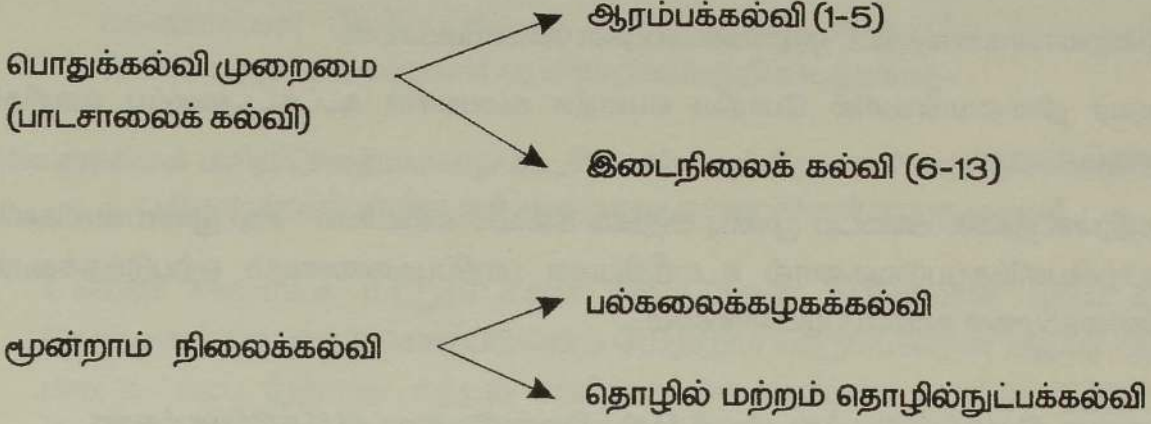 ஆரம்பக்கல்வி (1-5)
பொதுக்கல்வி முறைமை
(பாடசாலைக் கல்வி)
இடைநிலைக் கல்வி (6-13)
பல்கலைக்கழகக்கல்வி
மூன்றாம் நிலைக்கல்வி
தொழில் மற்றம் தொழில்நுட்பக்கல்வி